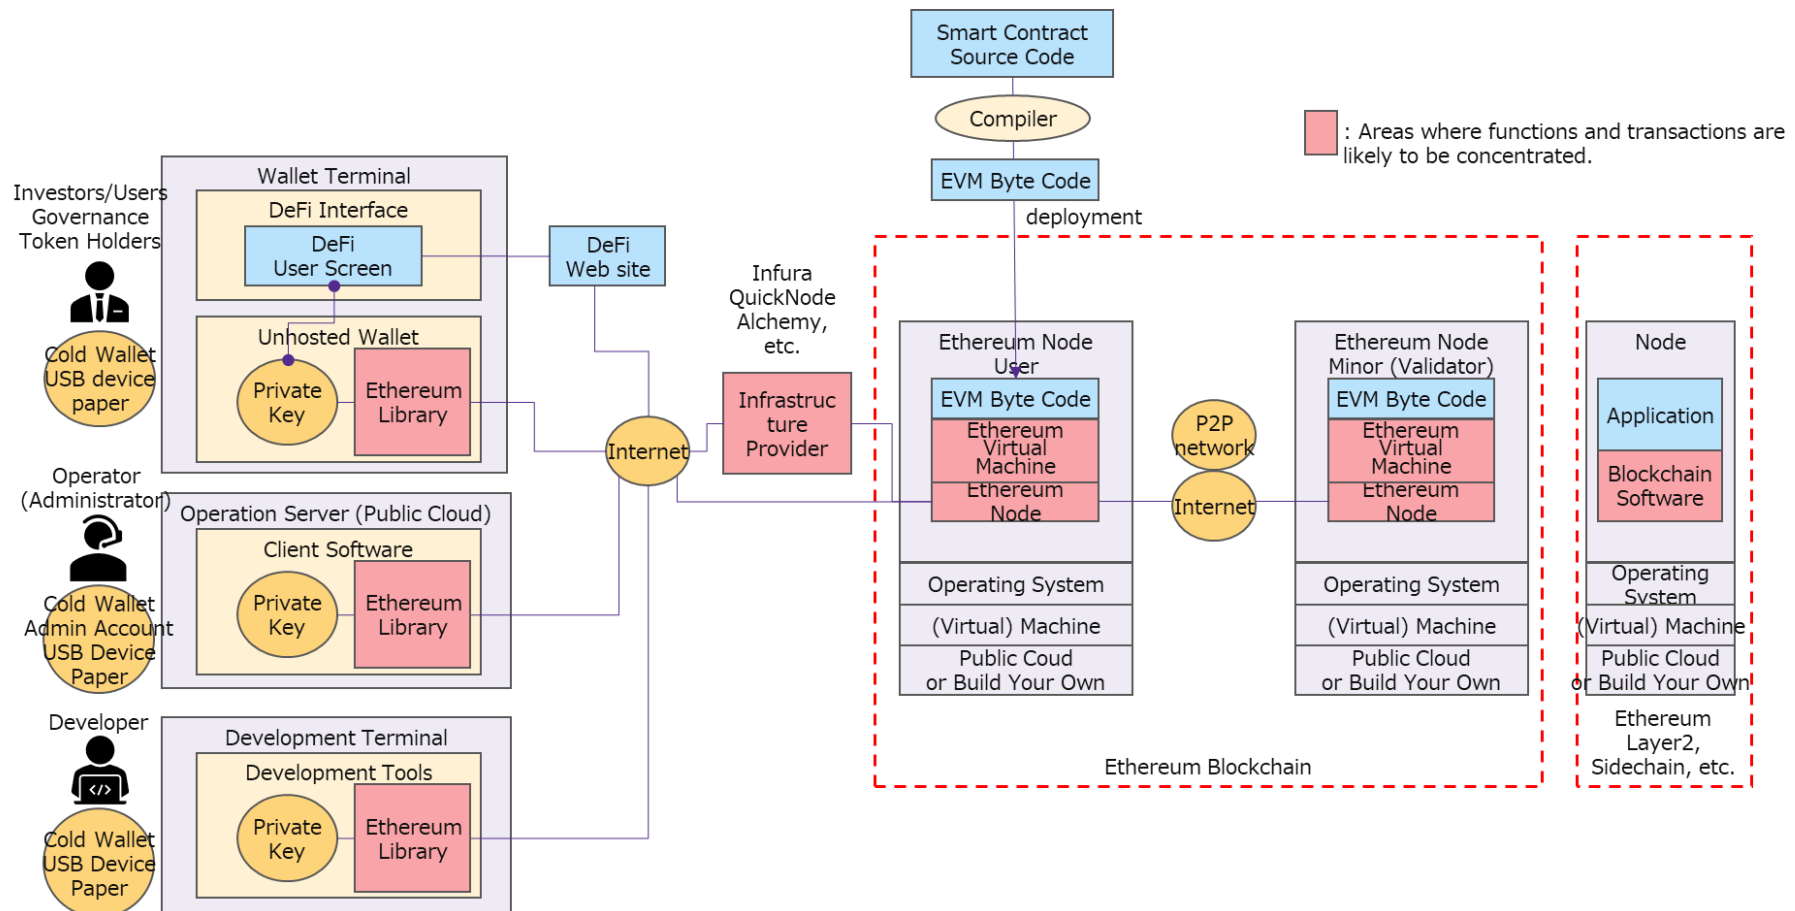 Smart Contract
Source Code
Compiler
EVM Byte Code
deployment
: Areas where functions and transactions are
likely to be concentrated.
Investors/Users
Governance
Token Holders
Cold Wallet
USB device
paper
Wallet Terminal
DeFi Interface
DeFi
User Screen
Unhosted Wallet
Private
Key
Ethereum
Library
DeFi
Web site
Operator
(Administrator)
Cold Wallet
Admin Account
USB Device
Paper
Operation Server (Public Cloud)
Client Software
Private
Key
Ethereum
Library
Developer
Cold Wallet
USB Device
Paper
Development Terminal
Development Tools
Private
Key
Ethereum
Library
Internet
Infura
QuickNode
Alchemy,
etc.
Infrastruc
ture
Provider
Ethereum Node
User
EVM Byte Code
Ethereum
Virtual
Machine
Ethereum
Node
Operating System
(Virtual) Machine
Public Coud
or Build Your Own
P2P
network
Internet
Ethereum Node
Minor (Validator)
EVM Byte Code
Ethereum
Virtual
Machine
Ethereum
Node
Operating System
(Virtual) Machine
Public Cloud
or Build Your Own
Ethereum Blockchain
Node
Application
Blockchain
Software
Operating
System
(Virtual) Machine
Public Cloud
or Build Your Own
Ethereum
Layer2,
Sidechain, etc.